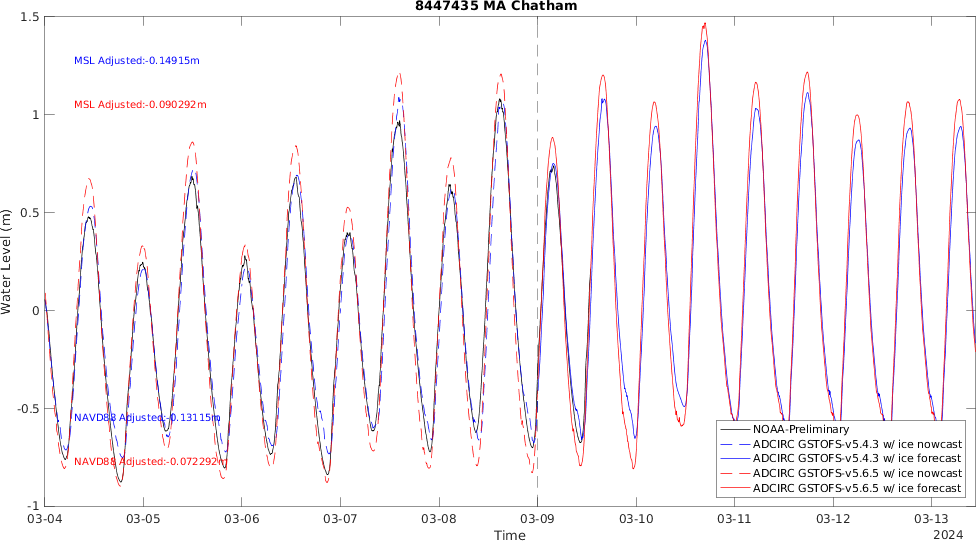 8447435 MA Chatham
1.5
1
0.5
0
-0.5
-1
Water Level (m)
MSL Adjusted:-0.14915m
MSL Adjusted:-0.090292m
NAVD88 Adjusted:-0.13115m
NAVD88 Adjusted:-0.072292m
NOAA-Preliminary
ADCIRC GSTOFS-v5.4.3 w/ ice nowcast
ADCIRC GSTOFS-v5.4.3 w/ ice forecast
ADCIRC GSTOFS-v5.6.5 w/ ice nowcast
ADCIRC GSTOFS-v5.6.5 w/ ice forecast
03-04 03-05 03-06 03-07 03-08 03-09 03-10 03-11 03-12 03-13
Time
2024